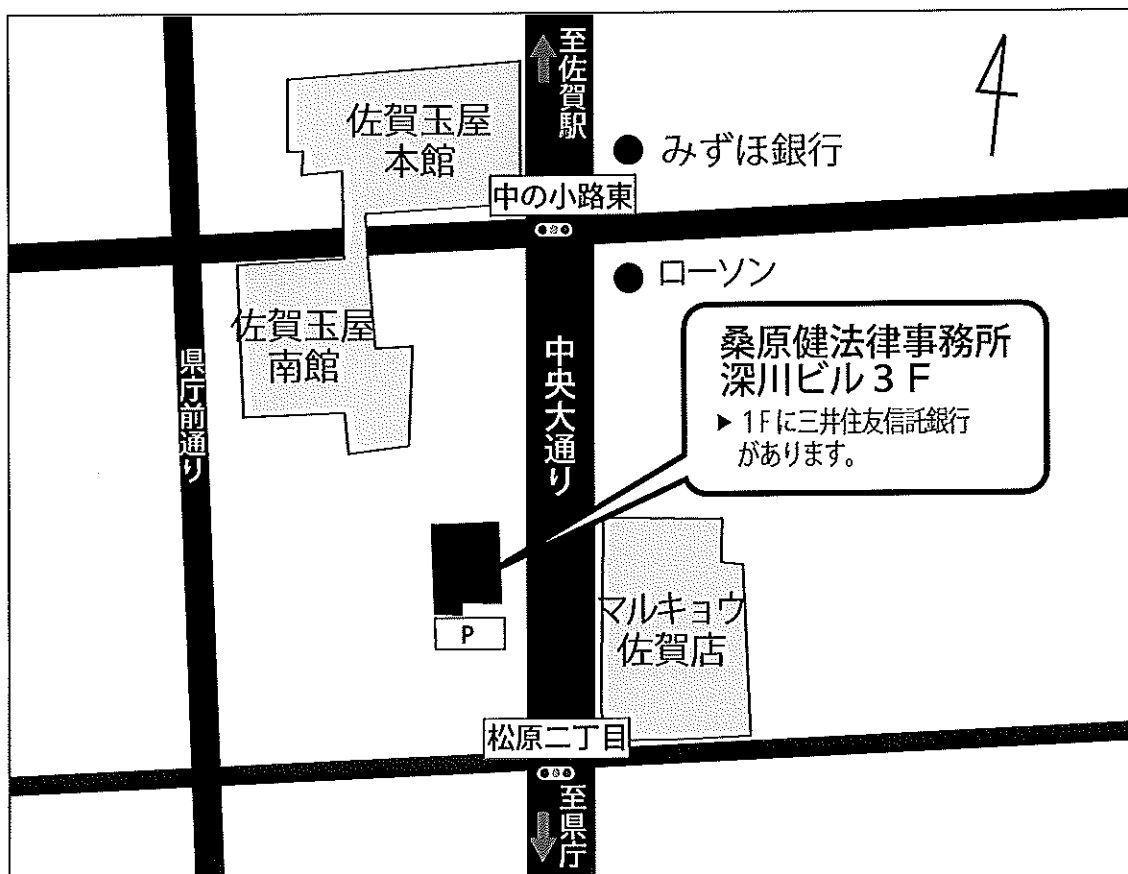 至佐賀駅
佐賀玉屋
本館
みずほ銀行
中の小路東
ローソン
佐賀玉屋
南館
県庁前通り
中央大通り
桑原健法律事務所
深川ビル３Ｆ
▶ 1Fに三井住友信託銀行
があります。
マルキョウ
佐賀店
P
松原二丁目
至県庁